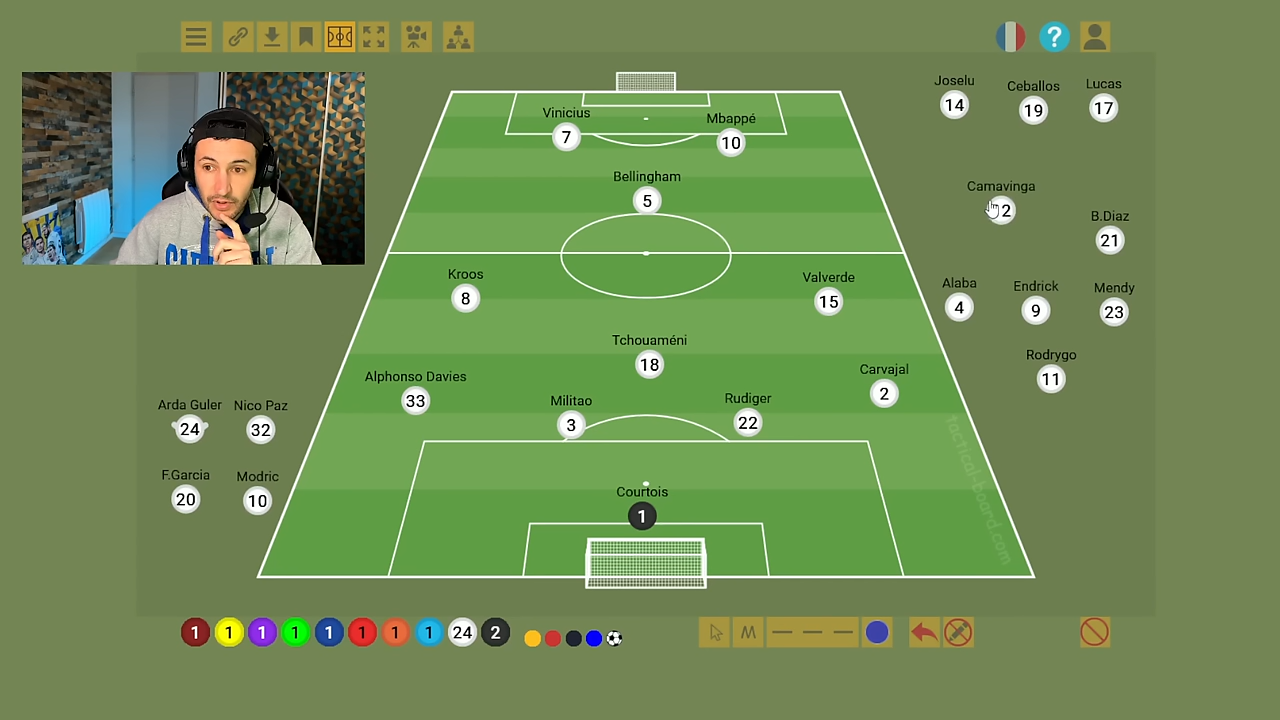 ?
Joselu
14
Ceballos
19
Lucas
17
Vinicius
7
Mbappé
10
Bellingham
5
Camavinga
2
B.Diaz
21
Kroos
8
Valverde
15
Alaba
4
Endrick
9
Mendy
23
Tchouaméni
18
Rodrygo
11
Alphonso Davies
33
Carvajal
2
Militao
3
Rudiger
22
Arda Guler
24
Nico Paz
32
F.Garcia
20
Modric
10
Courtois
1
tactical-board.com
1 1 1 1 1 1 1 1 24 2
M